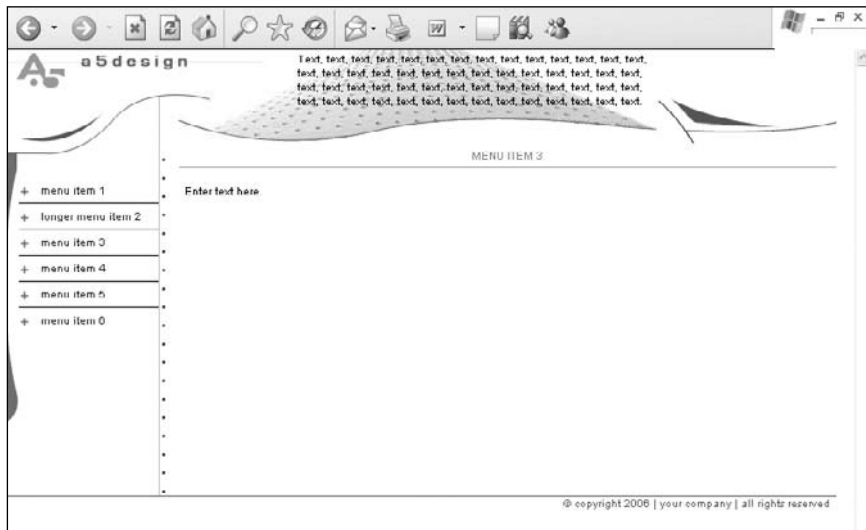 a5design
Text, text, text, text, text, text, text, text, text, text, text, text, text, text,
text, text, text, text, text, text, text, text, text, text, text, text, text, text,
text, text, text, text, text, text, text, text, text, text, text, text, text, text,
text, text, text, text, text, text, text, text, text, text, text, text, text, text.
MENU ITEM 3
+ menu item 1
Enter text here
+ longer menu item 2
+ menu item 3
+ menu item 4
+ menu item 5
+ menu item 6
© copyright 2006 | your company | all rights reserved